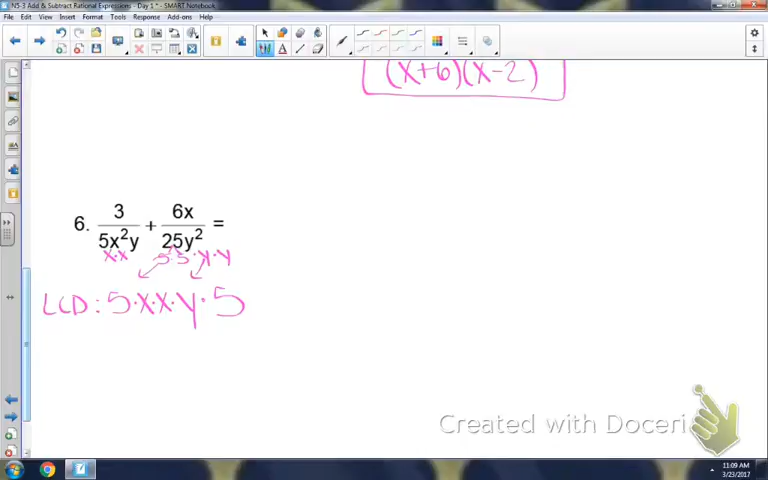 N5-3 Add & Subtract Rational Expressions - Day 1 * - SMART Notebook
File Edit View Insert Format Tools Response Add-ons Help
(x+6)(x-2)
6. 3/5x²y + 6x/25y² =
x·x 5·5·y·y
LCD: 5·x·x·y·5
Created with Doceri
11:09 AM
3/23/2017